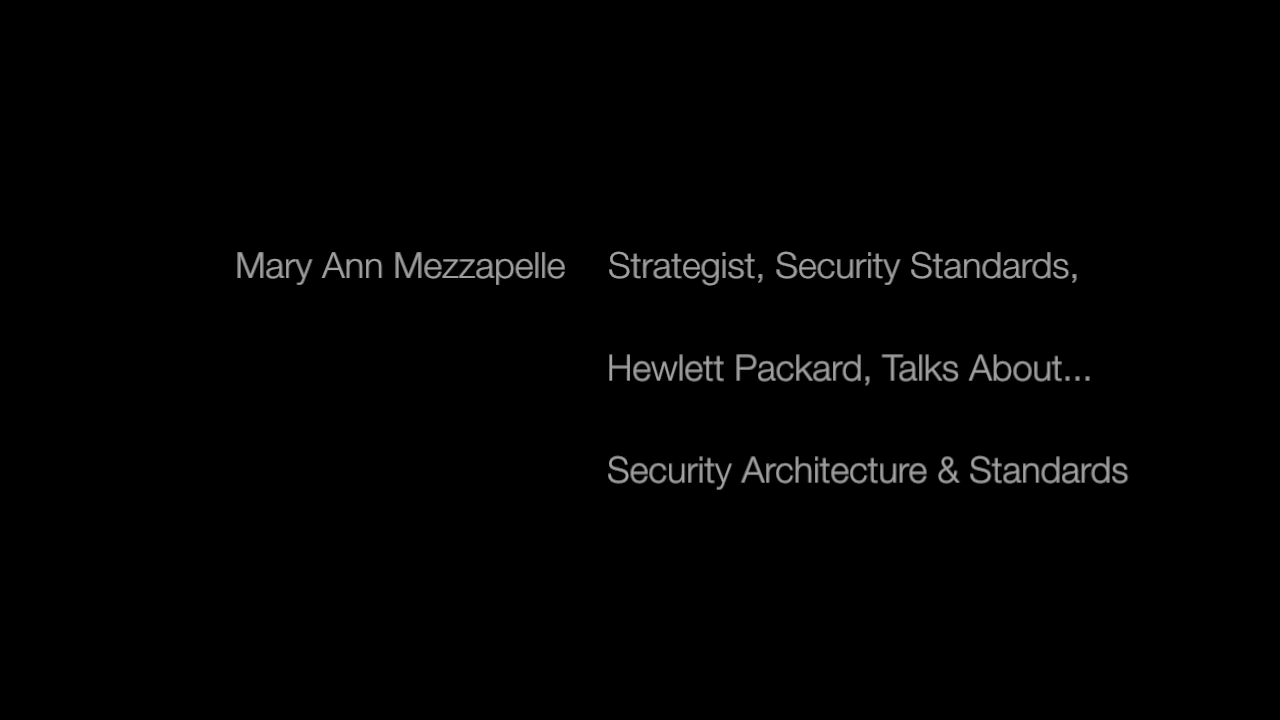 Mary Ann Mezzapelle Strategist, Security Standards,
Hewlett Packard, Talks About...
Security Architecture & Standards